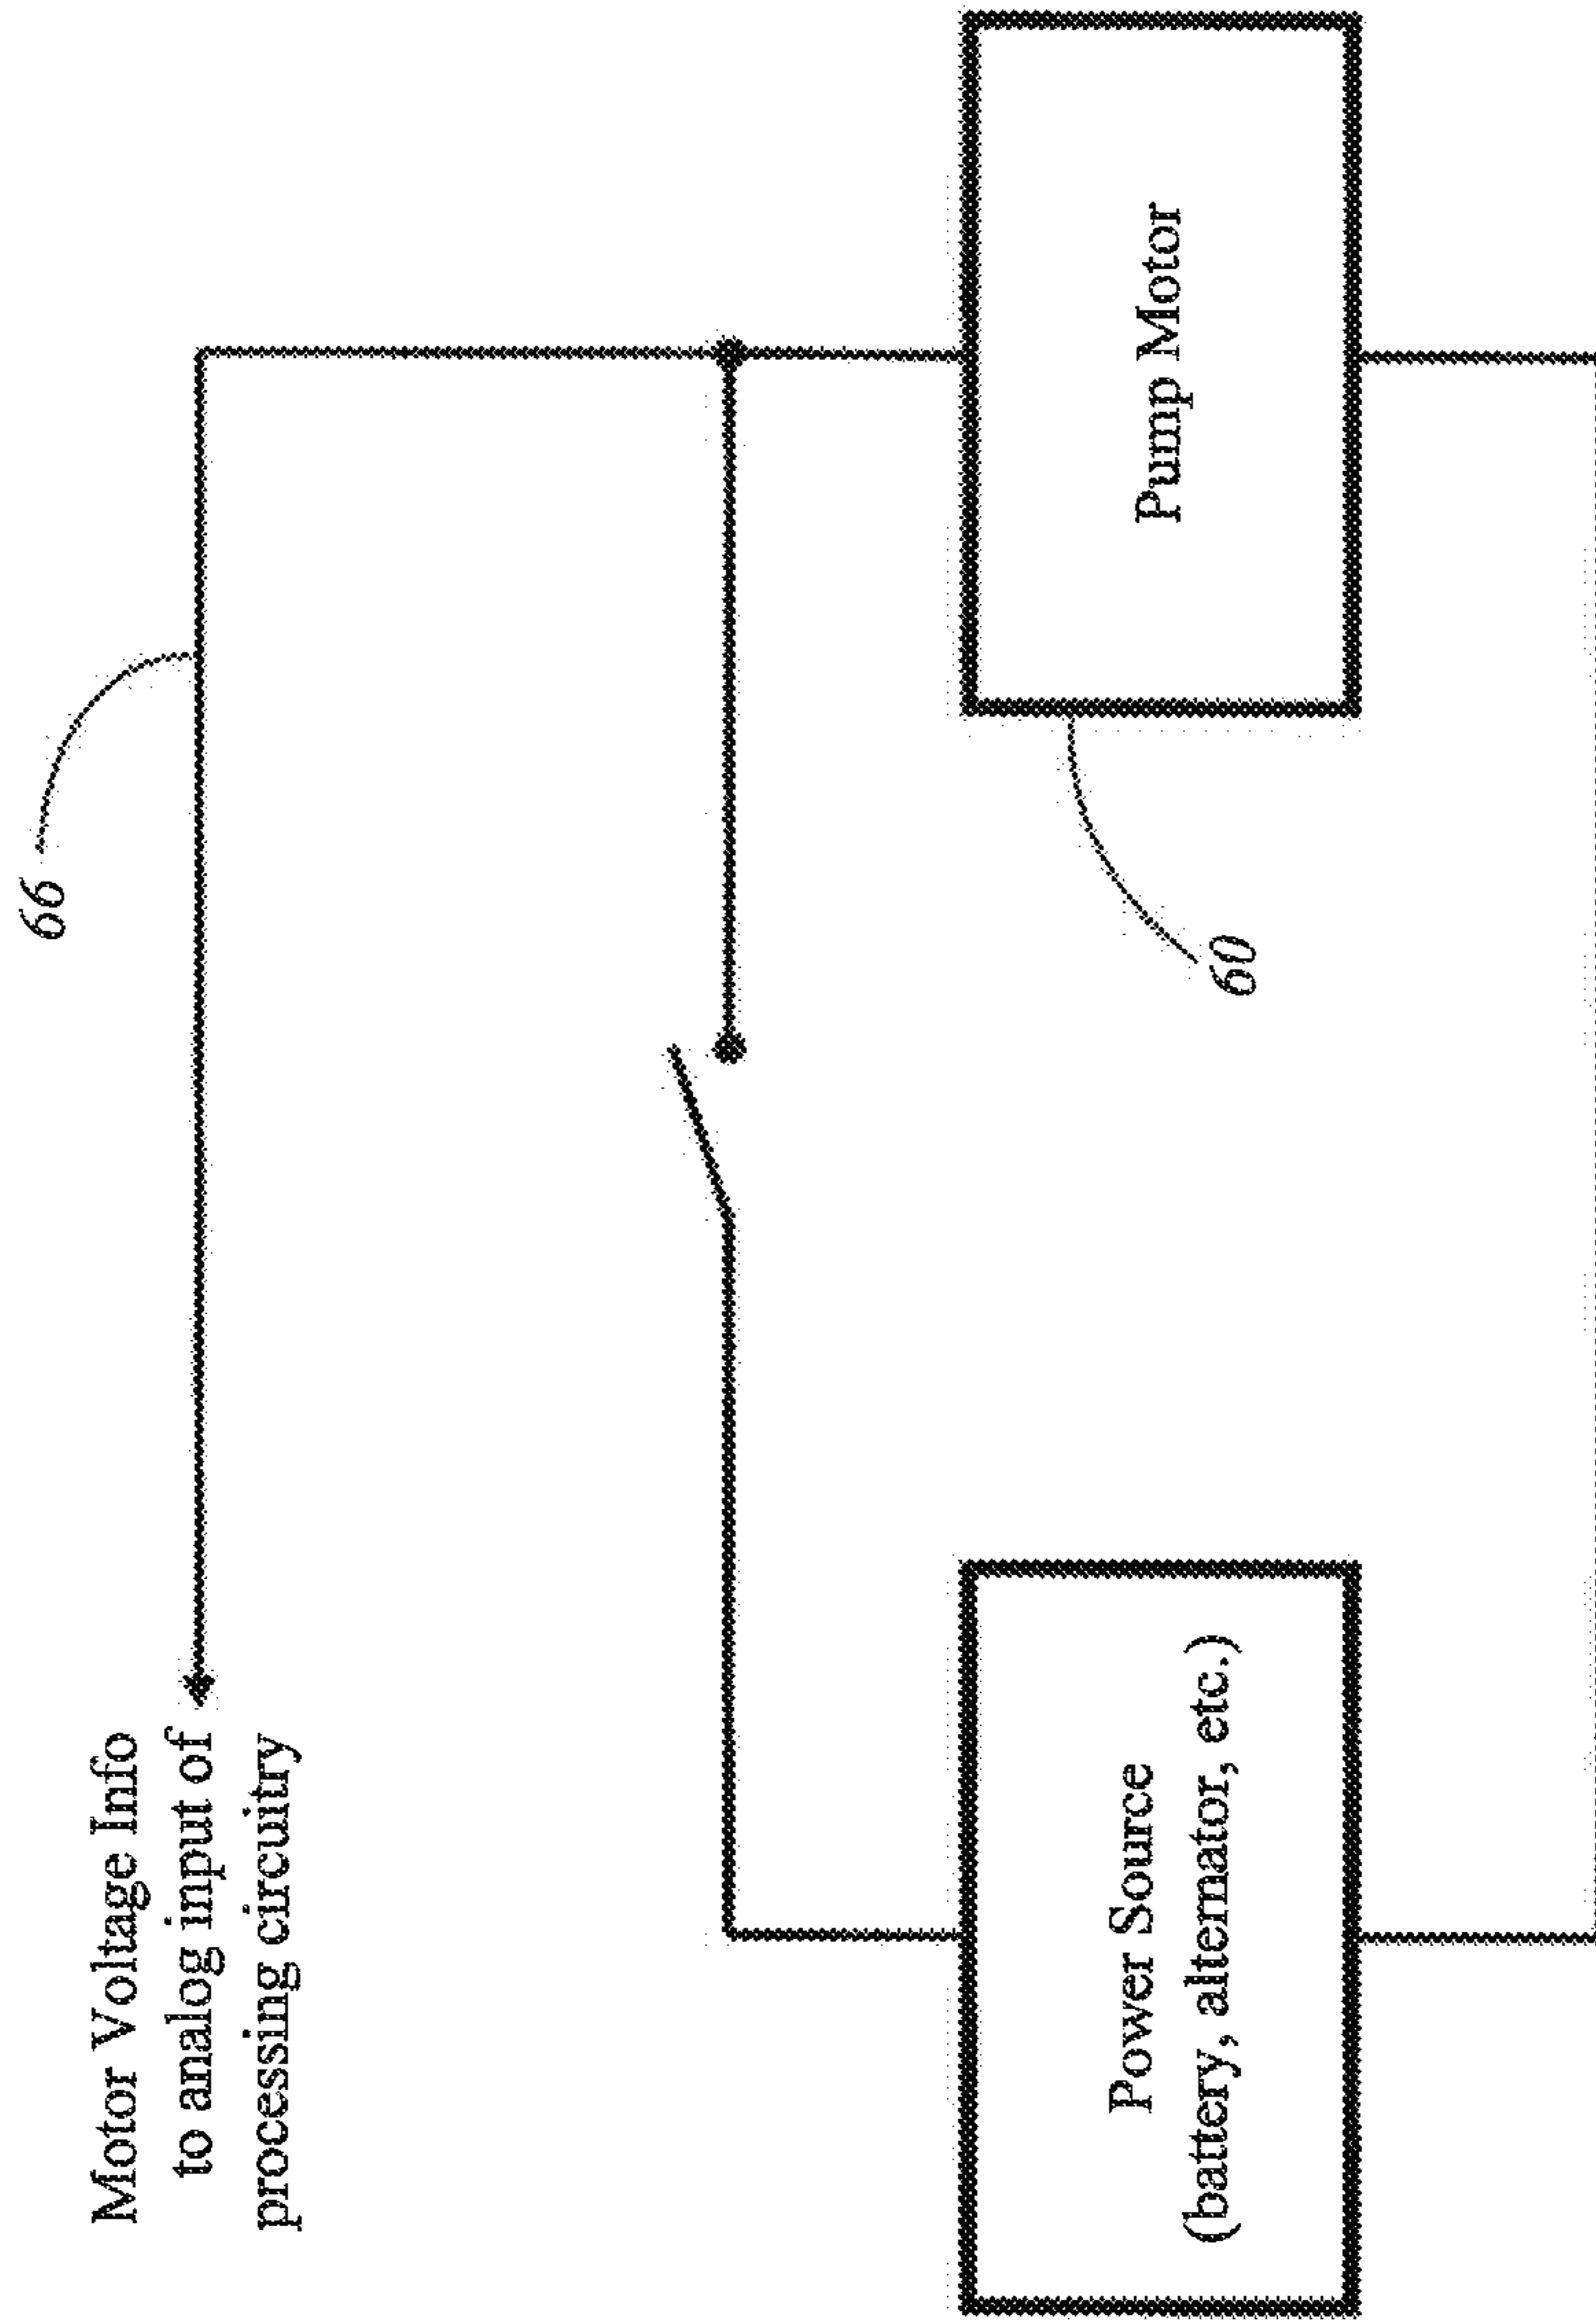 Motor Voltage Info
to analog input of
processing circuitry
66
Power Source
(battery, alternator, etc.)
60
Pump Motor